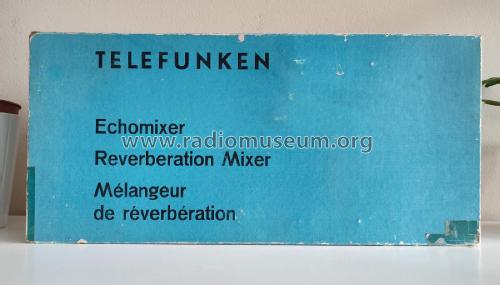 TELEFUNKEN
Echomixer
www.radiomuseum.org
Reverberation Mixer
Mélangeur
de réverbération